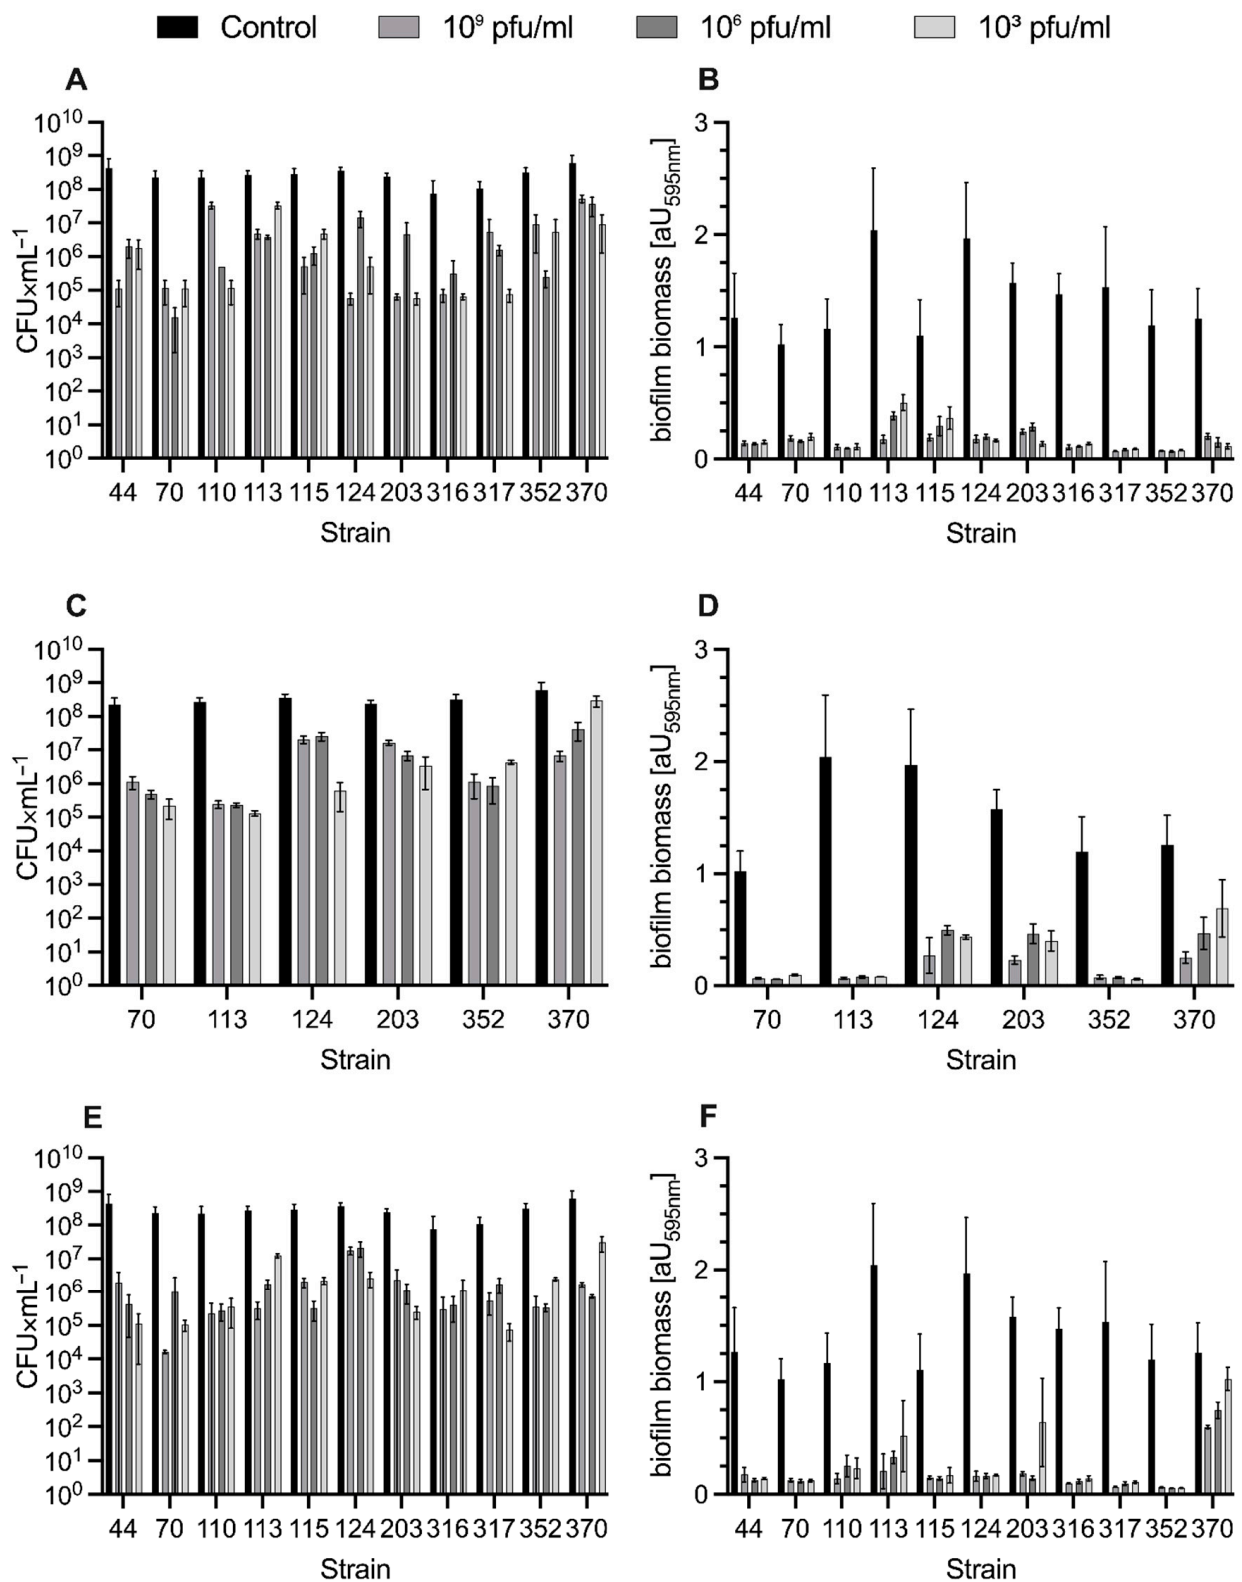 Control 10⁹ pfu/ml 10⁶ pfu/ml 10³ pfu/ml
A
10¹⁰
10⁹
10⁸
10⁷
10⁶
10⁵
10⁴
10³
10²
10¹
10⁰
CFU×mL⁻¹
44 70 110 113 115 124 203 316 317 352 370
Strain
B
3
2
1
0
biofilm biomass [aU₅₉₅ₙₘ]
44 70 110 113 115 124 203 316 317 352 370
Strain
C
10¹⁰
10⁹
10⁸
10⁷
10⁶
10⁵
10⁴
10³
10²
10¹
10⁰
CFU×mL⁻¹
70 113 124 203 352 370
Strain
D
3
2
1
0
biofilm biomass [aU₅₉₅ₙₘ]
70 113 124 203 352 370
Strain
E
10¹⁰
10⁹
10⁸
10⁷
10⁶
10⁵
10⁴
10³
10²
10¹
10⁰
CFU×mL⁻¹
44 70 110 113 115 124 203 316 317 352 370
Strain
F
3
2
1
0
biofilm biomass [aU₅₉₅ₙₘ]
44 70 110 113 115 124 203 316 317 352 370
Strain